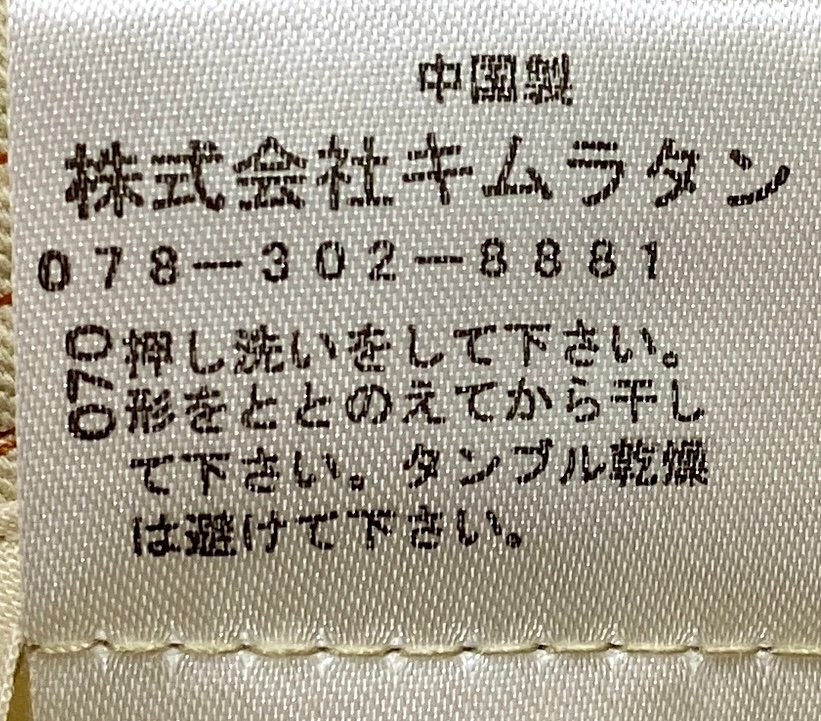 中国製
株式会社キムラタン
078－302－8881
070
押し洗いをして下さい。
形をととのえてから干し
て下さい。タンブル乾燥
は避けて下さい。